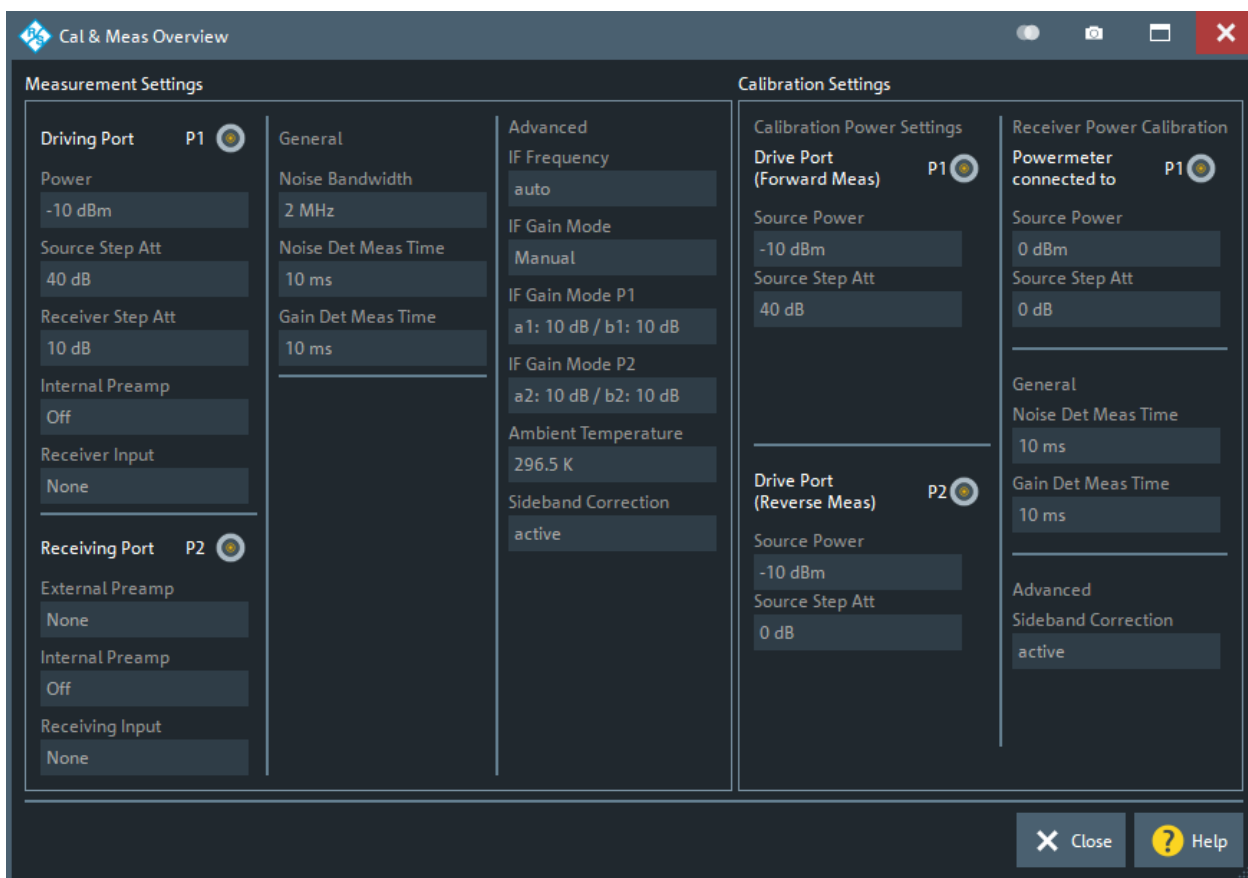 Cal & Meas Overview
Measurement Settings
Driving Port P1
Power
-10 dBm
Source Step Att
40 dB
Receiver Step Att
10 dB
Internal Preamp
Off
Receiver Input
None
Receiving Port P2
External Preamp
None
Internal Preamp
Off
Receiving Input
None
General
Noise Bandwidth
2 MHz
Noise Det Meas Time
10 ms
Gain Det Meas Time
10 ms
Advanced
IF Frequency
auto
IF Gain Mode
Manual
IF Gain Mode P1
a1: 10 dB / b1: 10 dB
IF Gain Mode P2
a2: 10 dB / b2: 10 dB
Ambient Temperature
296.5 K
Sideband Correction
active
Calibration Settings
Calibration Power Settings
Drive Port
(Forward Meas) P1
Source Power
-10 dBm
Source Step Att
40 dB
Drive Port
(Reverse Meas) P2
Source Power
-10 dBm
Source Step Att
0 dB
Receiver Power Calibration
Powermeter
connected to P1
Source Power
0 dBm
Source Step Att
0 dB
General
Noise Det Meas Time
10 ms
Gain Det Meas Time
10 ms
Advanced
Sideband Correction
active
Close
? Help